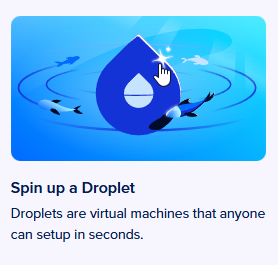 Spin up a Droplet
Droplets are virtual machines that anyone
can setup in seconds.